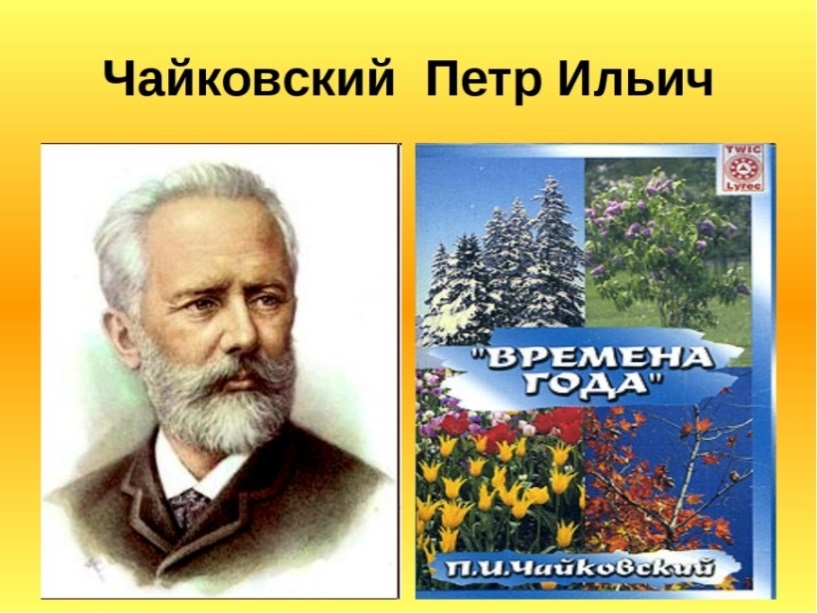 Чайковский Петр Ильич
TWIC
Lyrec
"ВРЕМЕНА
ГОДА"
П.И.Чайковский